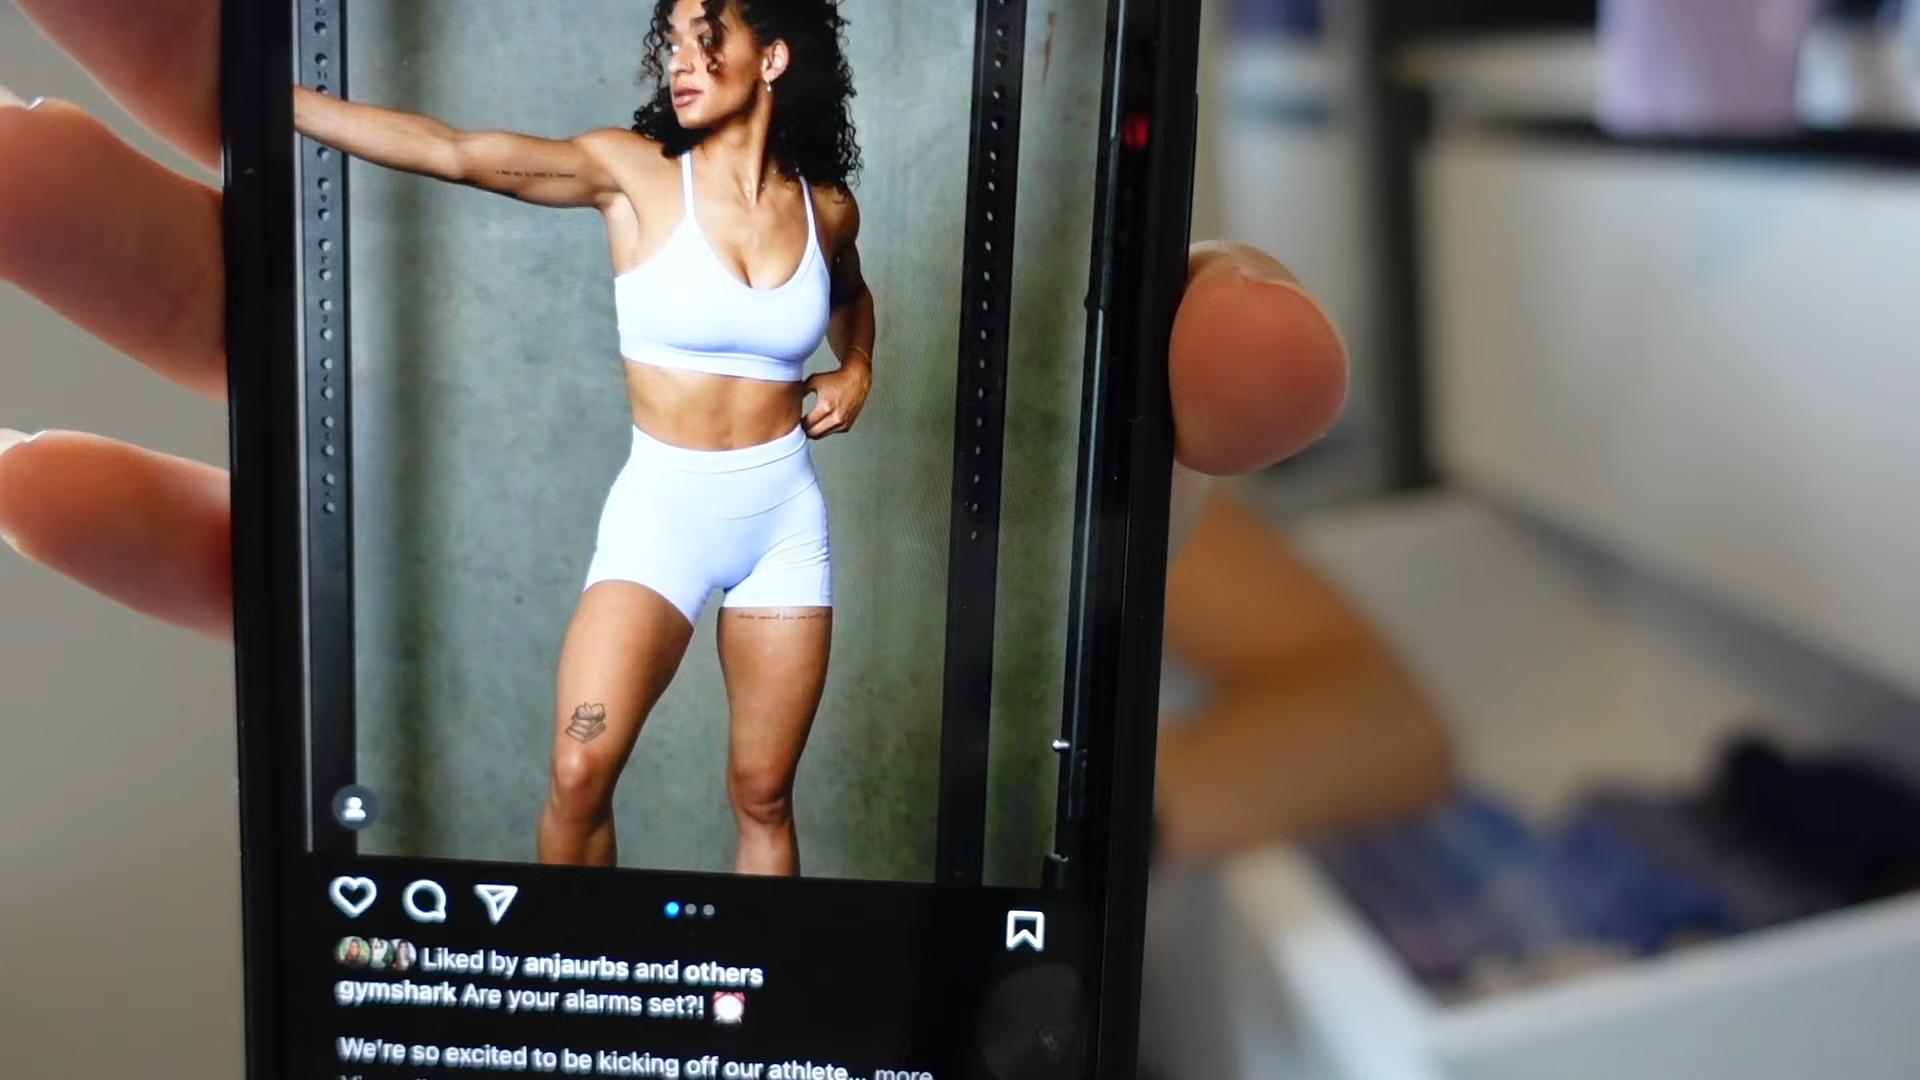 Liked by anjaurbs and others
gymshark Are your alarms set?!
We're so excited to be kicking off our athlete... more